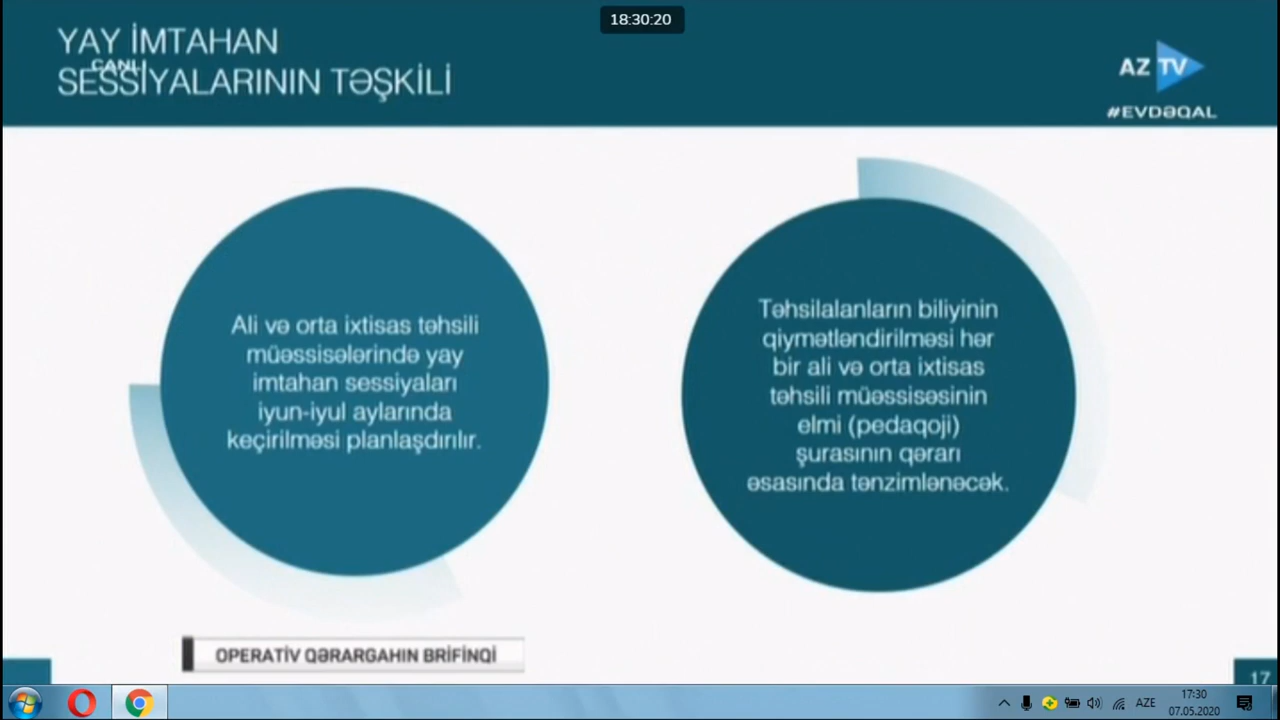 18:30:20
YAY İMTAHAN
CANLI
SESSİYALARININ TƏŞKİLİ
AZTV
#EVDƏQAL
Ali və orta ixtisas təhsili
müəssisələrində yay
imtahan sessiyaları
iyun-iyul aylarında
keçirilməsi planlaşdırılır.
Təhsilalanların biliyinin
qiymətləndirilməsi hər
bir ali və orta ixtisas
təhsili müəssisəsinin
elmi (pedaqoji)
şurasının qərarı
əsasında tənzimlənəcək.
OPERATİV QƏRARGAHIN BRİFİNQİ
17
AZE
17:30
07.05.2020